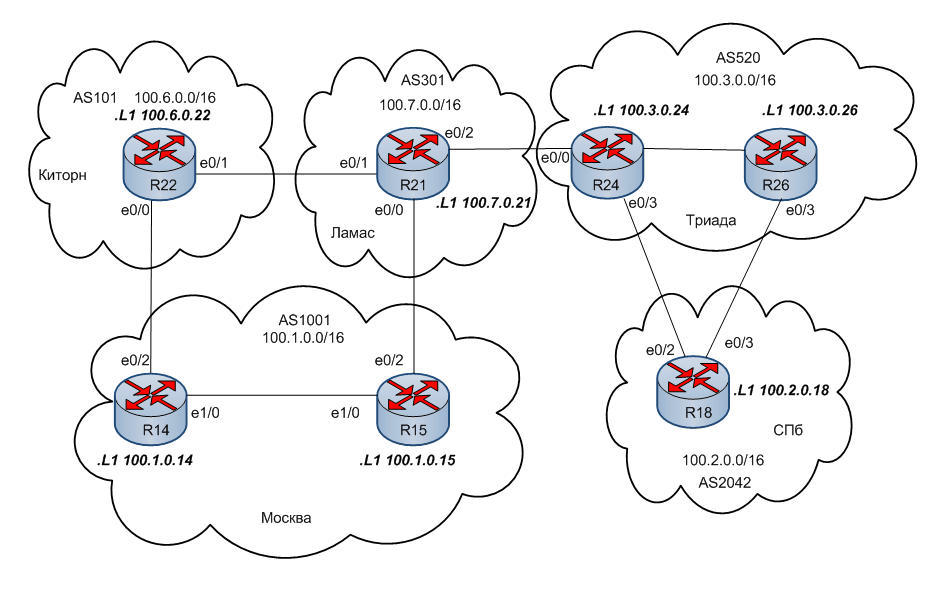 AS101 100.6.0.0/16
.L1 100.6.0.22
R22
e0/1
e0/0
Киторн
AS301
100.7.0.0/16
e0/2
e0/1
R21
e0/0
.L1 100.7.0.21
Ламас
AS520
100.3.0.0/16
.L1 100.3.0.24
.L1 100.3.0.26
e0/0
R24
R26
e0/3
e0/3
Триада
AS1001
100.1.0.0/16
e0/2
e0/2
R14
e1/0
e1/0
R15
.L1 100.1.0.14
.L1 100.1.0.15
Москва
e0/2
e0/3
R18
.L1 100.2.0.18
СПб
100.2.0.0/16
AS2042